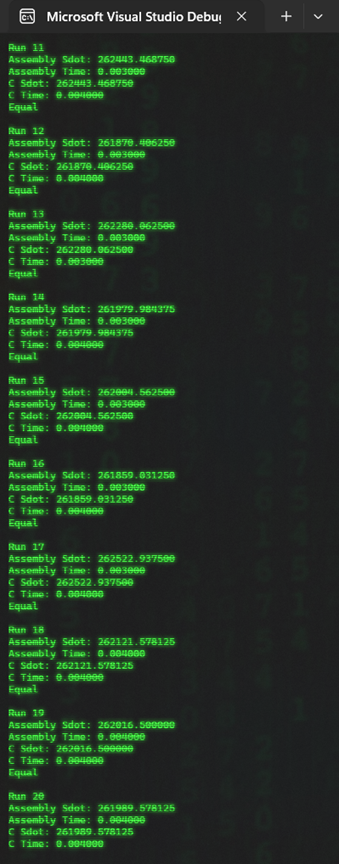 Microsoft Visual Studio Debug
Run 11
Assembly Sdot: 262443.468750
Assembly Time: 0.003000
C Sdot: 262443.468750
C Time: 0.004000
Equal
Run 12
Assembly Sdot: 261870.406250
Assembly Time: 0.003000
C Sdot: 261870.406250
C Time: 0.004000
Equal
Run 13
Assembly Sdot: 262280.062500
Assembly Time: 0.003000
C Sdot: 262280.062500
C Time: 0.003000
Equal
Run 14
Assembly Sdot: 261979.984375
Assembly Time: 0.003000
C Sdot: 261979.984375
C Time: 0.004000
Equal
Run 15
Assembly Sdot: 262004.562500
Assembly Time: 0.003000
C Sdot: 262004.562500
C Time: 0.004000
Equal
Run 16
Assembly Sdot: 261859.031250
Assembly Time: 0.003000
C Sdot: 261859.031250
C Time: 0.004000
Equal
Run 17
Assembly Sdot: 262522.937500
Assembly Time: 0.003000
C Sdot: 262522.937500
C Time: 0.004000
Equal
Run 18
Assembly Sdot: 262121.578125
Assembly Time: 0.004000
C Sdot: 262121.578125
C Time: 0.004000
Equal
Run 19
Assembly Sdot: 262016.500000
Assembly Time: 0.004000
C Sdot: 262016.500000
C Time: 0.004000
Equal
Run 20
Assembly Sdot: 261989.578125
Assembly Time: 0.004000
C Sdot: 261989.578125
C Time: 0.004000